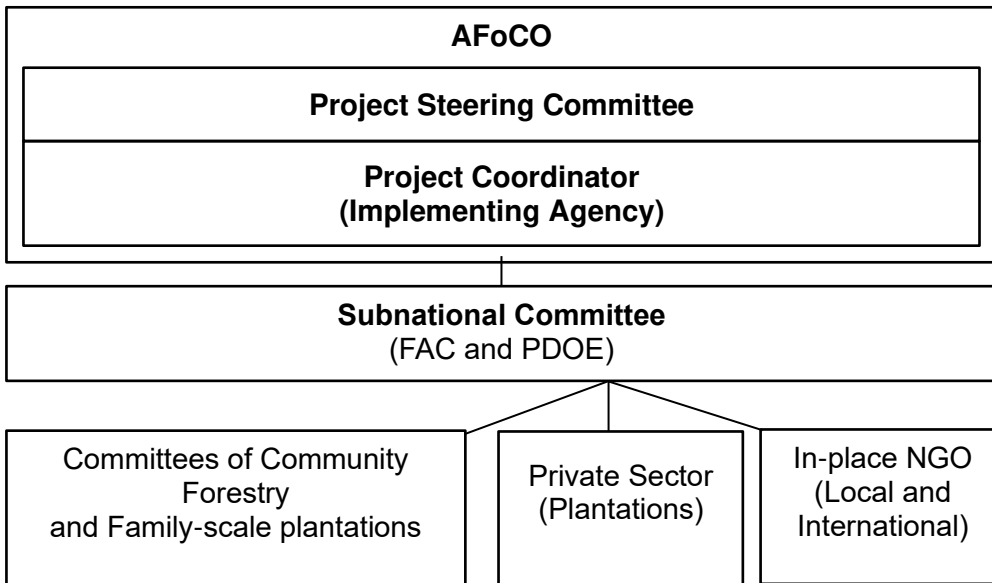 AFoCO
Project Steering Committee
Project Coordinator
(Implementing Agency)
Subnational Committee
(FAC and PDOE)
Committees of Community
Forestry
and Family-scale plantations
Private Sector
(Plantations)
In-place NGO
(Local and
International)